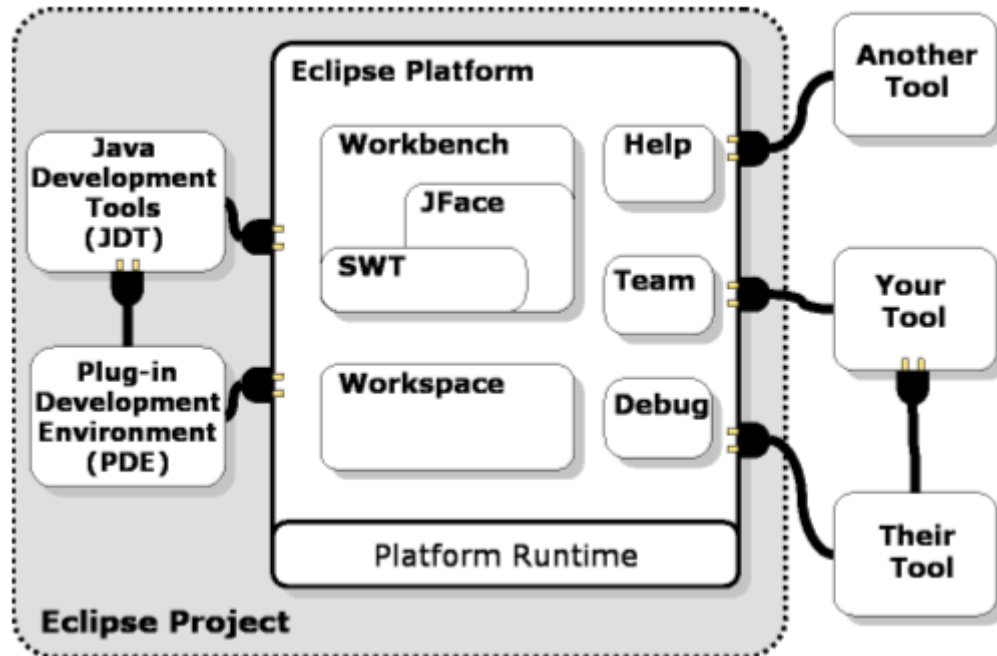 Eclipse Platform
Another
Tool
Java
Development
Tools
(JDT)
Workbench
JFace
SWT
Help
Team
Your
Tool
Plug-in
Development
Environment
(PDE)
Workspace
Debug
Their
Tool
Platform Runtime
Eclipse Project